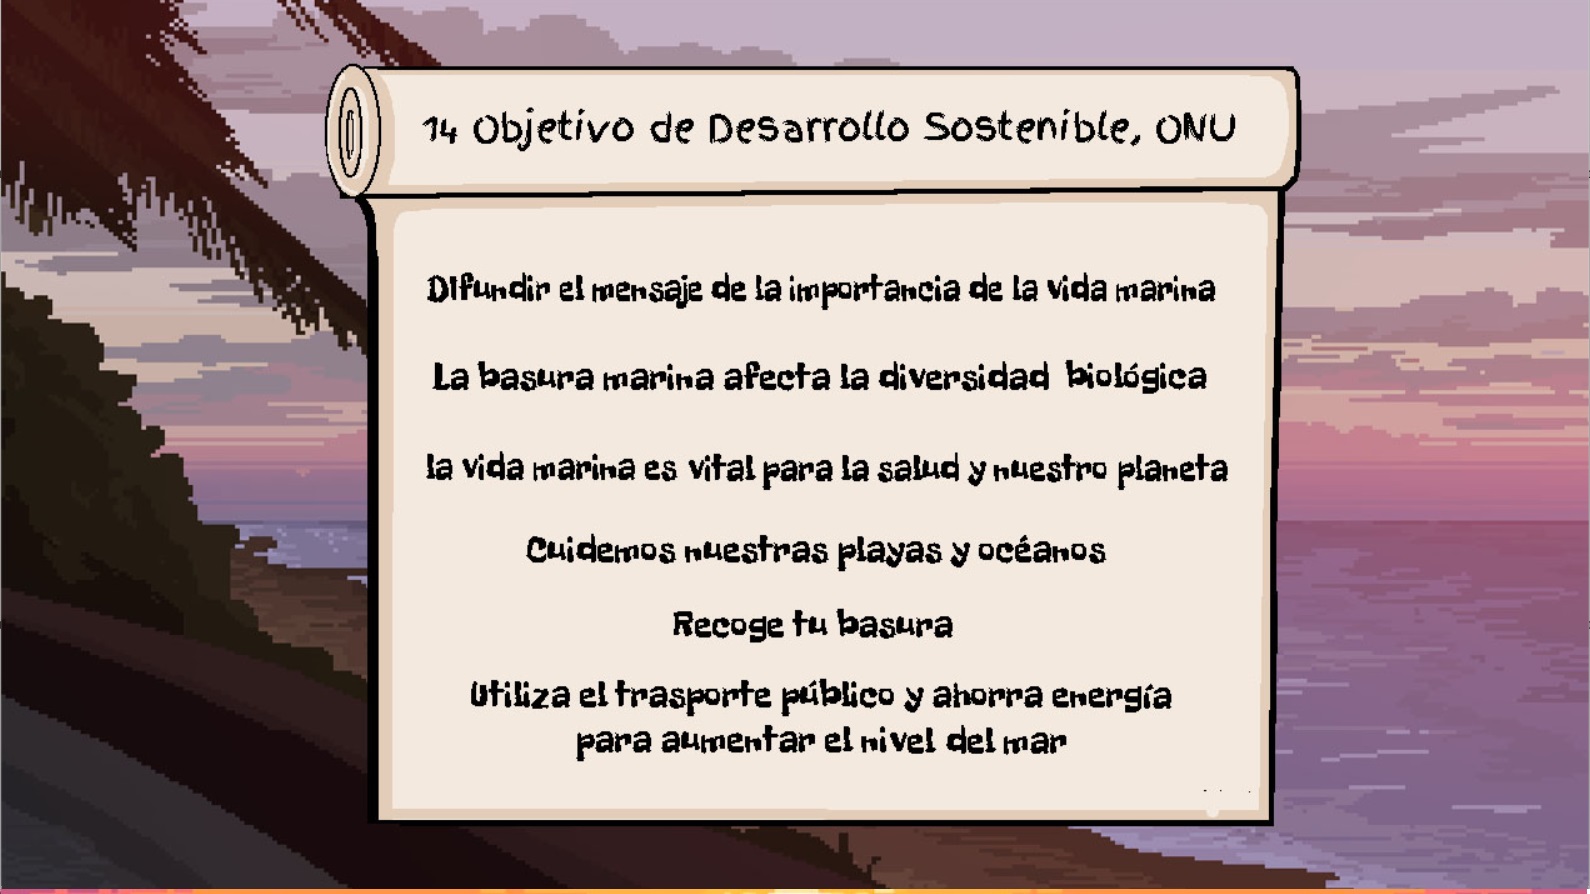 14 Objetivo de Desarrollo Sostenible, ONU
DIfundir el mensaje de la importancia de la vida marina
La basura marina afecta la diversidad biológica
la vida marina es vital para la salud y nuestro planeta
Cuidemos nuestras playas y océanos
Recoge tu basura
Utiliza el trasporte público y ahorra energía
para aumentar el nivel del mar